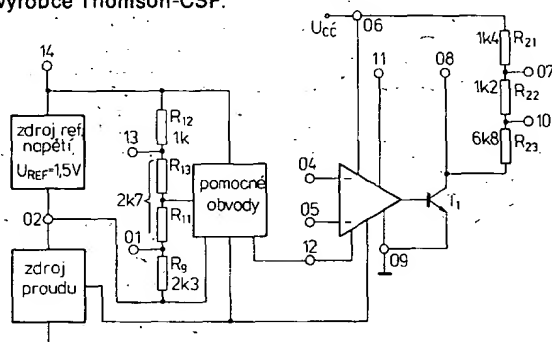 výrobce Thomson-CSF.
Ucc
06
14
1k4
R21
07
11
08
1k2
R22
10
6k8
R23
zdroj ref.
napětí
UREF=1,5V
R12
1k
13
R13
2k7
R11
pomocné
obvody
04
05
T1
02
01
12
09
R9
2k3
zdroj
proudu